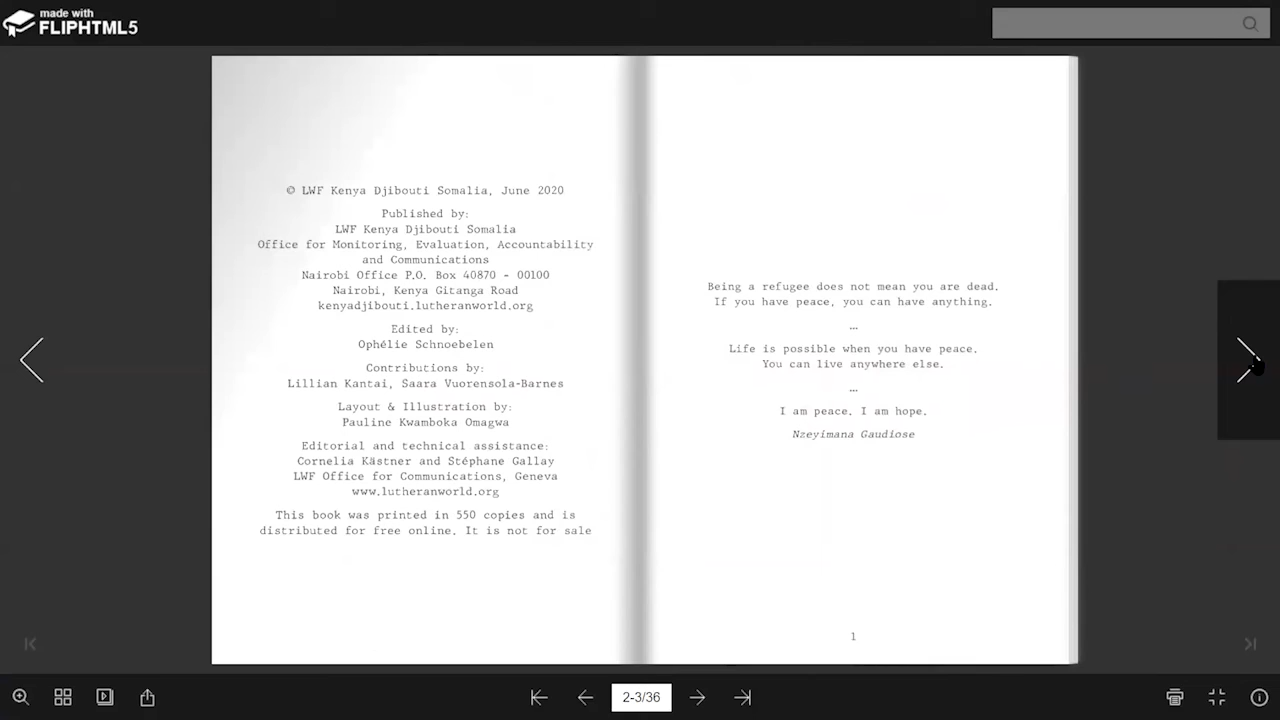 made with
FLIPHTML5
© LWF Kenya Djibouti Somalia, June 2020
Published by:
LWF Kenya Djibouti Somalia
Office for Monitoring, Evaluation, Accountability
and Communications
Nairobi Office P.O. Box 40870 - 00100
Nairobi, Kenya Gitanga Road
kenyadjibouti.lutheranworld.org
Edited by:
Ophélie Schnoebelen
Contributions by:
Lillian Kantai, Saara Vuorensola-Barnes
Layout & Illustration by:
Pauline Kwamboka Omagwa
Editorial and technical assistance:
Cornelia Kästner and Stéphane Gallay
LWF Office for Communications, Geneva
www.lutheranworld.org
This book was printed in 550 copies and is
distributed for free online. It is not for sale
Being a refugee does not mean you are dead.
If you have peace, you can have anything.
…
Life is possible when you have peace.
You can live anywhere else.
…
I am peace. I am hope.
Nzeyimana Gaudiose
1
2-3/36